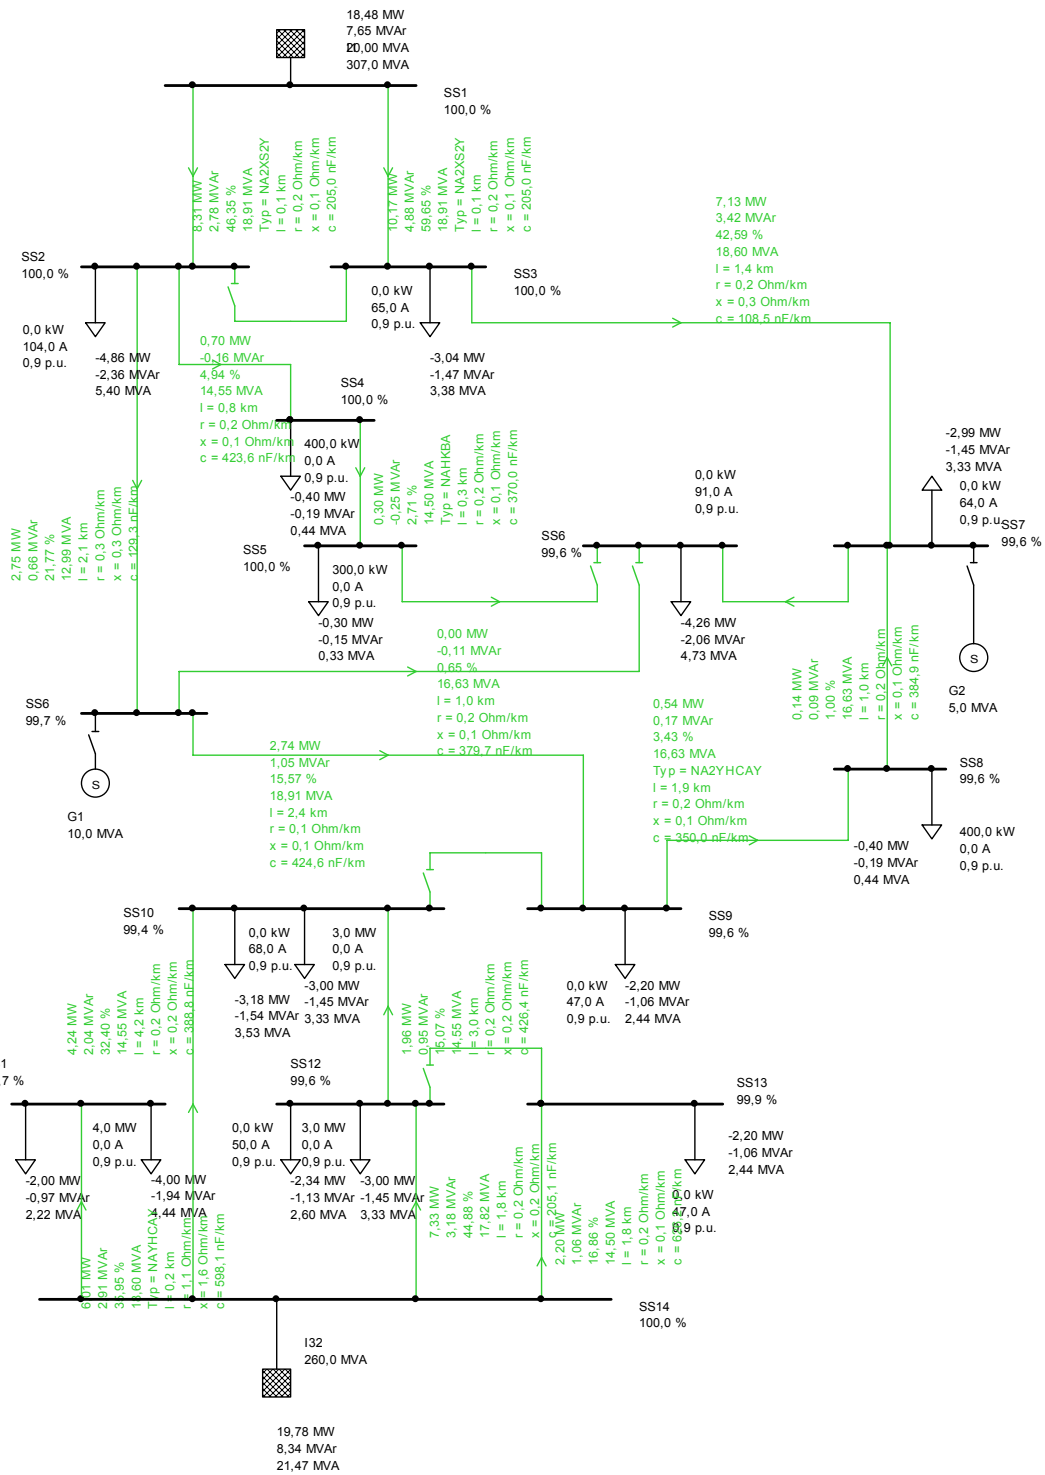 18,48 MW
7,65 MVAr
20,00 MVA
307,0 MVA
SS1
100,0 %
8,31 MW
2,78 MVAr
46,35 %
18,91 MVA
Typ = NA2XS2Y
l = 0,1 km
r = 0,2 Ohm/km
x = 0,1 Ohm/km
c = 205,0 nF/km
10,17 MW
4,88 MVAr
59,65 %
18,91 MVA
Typ = NA2XS2Y
l = 0,1 km
r = 0,2 Ohm/km
x = 0,1 Ohm/km
c = 205,0 nF/km
7,13 MW
3,42 MVAr
42,59 %
18,60 MVA
l = 1,4 km
r = 0,2 Ohm/km
x = 0,3 Ohm/km
c = 108,5 nF/km
SS2
100,0 %
SS3
100,0 %
0,0 kW
104,0 A
0,9 p.u.
-4,86 MW
-2,36 MVAr
5,40 MVA
0,0 kW
65,0 A
0,9 p.u.
-3,04 MW
-1,47 MVAr
3,38 MVA
0,70 MW
-0,16 MVAr
4,94 %
14,55 MVA
l = 0,8 km
r = 0,2 Ohm/km
x = 0,1 Ohm/km
c = 423,6 nF/km
SS4
100,0 %
400,0 kW
0,0 A
0,9 p.u.
-0,40 MW
-0,19 MVAr
0,44 MVA
0,30 MW
-0,25 MVAr
2,71 %
14,50 MVA
Typ = NAHKBA
l = 0,3 km
r = 0,2 Ohm/km
x = 0,1 Ohm/km
c = 370,0 nF/km
2,75 MW
0,66 MVAr
21,77 %
12,99 MVA
l = 2,1 km
r = 0,3 Ohm/km
x = 0,3 Ohm/km
c = 129,3 nF/km
SS5
100,0 %
300,0 kW
0,0 A
0,9 p.u.
-0,30 MW
-0,15 MVAr
0,33 MVA
SS6
99,6 %
0,0 kW
91,0 A
0,9 p.u.
-4,26 MW
-2,06 MVAr
4,73 MVA
-2,99 MW
-1,45 MVAr
3,33 MVA
0,0 kW
64,0 A
0,9 p.u.
SS7
99,6 %
S
G2
5,0 MVA
0,00 MW
-0,11 MVAr
0,65 %
16,63 MVA
l = 1,0 km
r = 0,2 Ohm/km
x = 0,1 Ohm/km
c = 379,7 nF/km
0,14 MW
0,09 MVAr
1,00 %
16,63 MVA
l = 1,0 km
r = 0,2 Ohm/km
x = 0,1 Ohm/km
c = 384,9 nF/km
SS6
99,7 %
S
G1
10,0 MVA
2,74 MW
1,05 MVAr
15,57 %
18,91 MVA
l = 2,4 km
r = 0,1 Ohm/km
x = 0,1 Ohm/km
c = 424,6 nF/km
0,54 MW
0,17 MVAr
3,43 %
16,63 MVA
Typ = NA2YHCAY
l = 1,9 km
r = 0,2 Ohm/km
x = 0,1 Ohm/km
c = 350,0 nF/km
SS8
99,6 %
-0,40 MW
-0,19 MVAr
0,44 MVA
400,0 kW
0,0 A
0,9 p.u.
SS10
99,4 %
0,0 kW
68,0 A
0,9 p.u.
-3,18 MW
-1,54 MVAr
3,53 MVA
3,0 MW
0,0 A
0,9 p.u.
-3,00 MW
-1,45 MVAr
3,33 MVA
SS9
99,6 %
0,0 kW
47,0 A
0,9 p.u.
-2,20 MW
-1,06 MVAr
2,44 MVA
4,24 MW
2,04 MVAr
32,40 %
14,55 MVA
l = 4,2 km
r = 0,2 Ohm/km
x = 0,2 Ohm/km
c = 388,8 nF/km
1,96 MW
0,95 MVAr
15,07 %
14,55 MVA
l = 3,0 km
r = 0,2 Ohm/km
x = 0,2 Ohm/km
c = 426,4 nF/km
1
,7 %
4,0 MW
0,0 A
0,9 p.u.
-2,00 MW
-0,97 MVAr
2,22 MVA
-4,00 MW
-1,94 MVAr
4,44 MVA
SS12
99,6 %
0,0 kW
50,0 A
0,9 p.u.
-2,34 MW
-1,13 MVAr
2,60 MVA
3,0 MW
0,0 A
0,9 p.u.
-3,00 MW
-1,45 MVAr
3,33 MVA
SS13
99,9 %
-2,20 MW
-1,06 MVAr
2,44 MVA
0,0 kW
47,0 A
0,9 p.u.
6,01 MW
2,91 MVAr
35,95 %
18,60 MVA
Typ = NAYHCAY
l = 0,2 km
r = 1,1 Ohm/km
x = 1,6 Ohm/km
c = 598,1 nF/km
7,33 MW
3,18 MVAr
44,88 %
17,82 MVA
l = 1,8 km
r = 0,2 Ohm/km
x = 0,2 Ohm/km
c = 205,1 nF/km
2,20 MW
1,06 MVAr
16,86 %
14,50 MVA
l = 1,8 km
r = 0,2 Ohm/km
x = 0,1 Ohm/km
SS14
100,0 %
I32
260,0 MVA
19,78 MW
8,34 MVAr
21,47 MVA